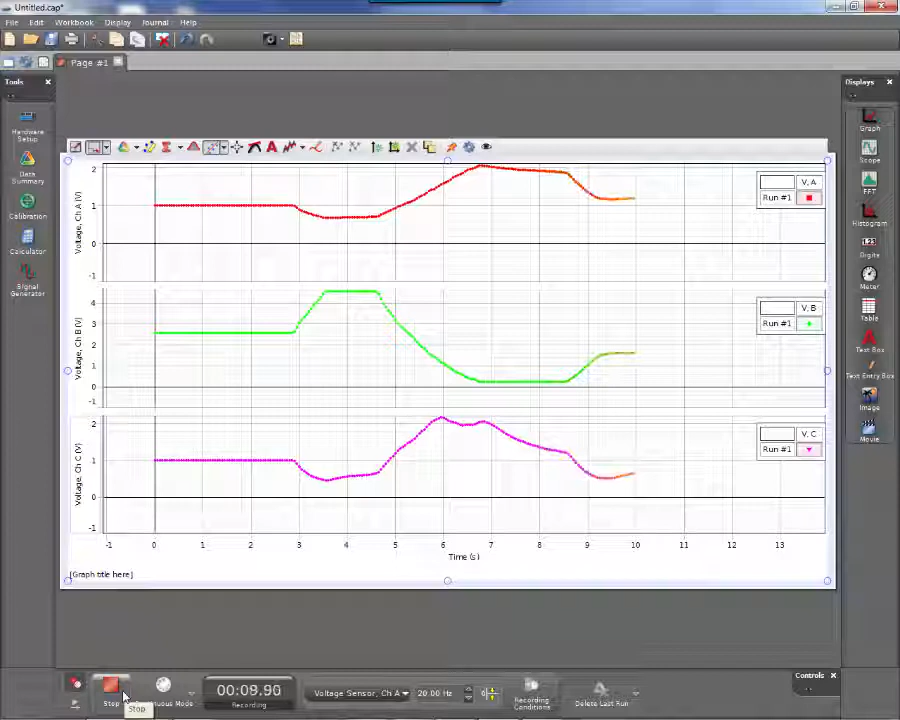 Untitled.cap*
File Edit Workbook Display Journal Help
Page #1
Tools
Displays
Hardware Setup
Data Summary
Calibration
Calculator
Signal Generator
Graph
Scope
FFT
Histogram
1.23
Digits
Meter
Table
Text Box
Text Entry Box
Image
Movie
Voltage, Ch A (V)
2
1
0
-1
V, A
Run #1
Voltage, Ch B (V)
4
3
2
1
0
-1
V, B
Run #1
Voltage, Ch C (V)
2
1
0
-1
V, C
Run #1
-1 0 1 2 3 4 5 6 7 8 9 10 11 12 13
Time (s)
[Graph title here]
Controls
Stop
Stop
uous Mode
00:09.90
Recording
Voltage Sensor, Ch A
20.00 Hz
Recording Conditions
Delete Last Run